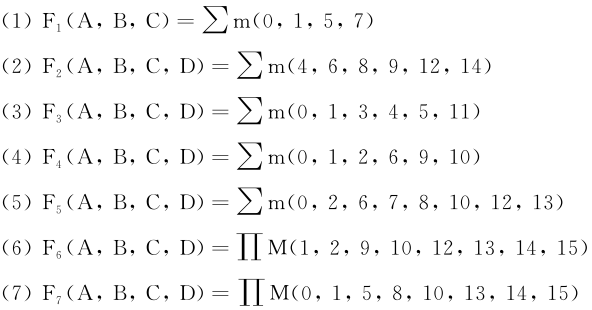 (1) F₁(A, B, C) = ∑m(0, 1, 5, 7)
(2) F₂(A, B, C, D) = ∑m(4, 6, 8, 9, 12, 14)
(3) F₃(A, B, C, D) = ∑m(0, 1, 3, 4, 5, 11)
(4) F₄(A, B, C, D) = ∑m(0, 1, 2, 6, 9, 10)
(5) F₅(A, B, C, D) = ∑m(0, 2, 6, 7, 8, 10, 12, 13)
(6) F₆(A, B, C, D) = ∏M(1, 2, 9, 10, 12, 13, 14, 15)
(7) F₇(A, B, C, D) = ∏M(0, 1, 5, 8, 10, 13, 14, 15)